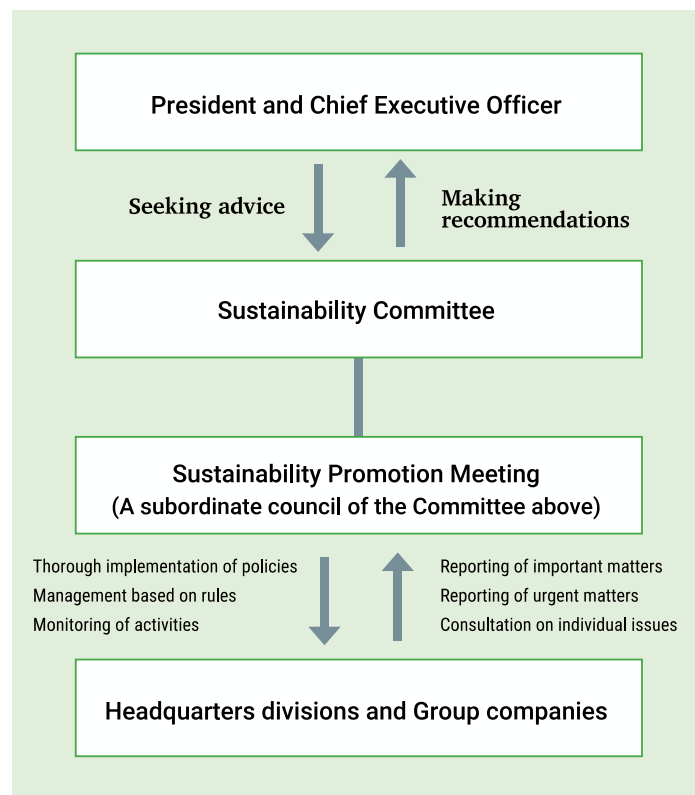 President and Chief Executive Officer
Seeking advice
Making
recommendations
Sustainability Committee
Sustainability Promotion Meeting
(A subordinate council of the Committee above)
Thorough implementation of policies
Management based on rules
Monitoring of activities
Reporting of important matters
Reporting of urgent matters
Consultation on individual issues
Headquarters divisions and Group companies